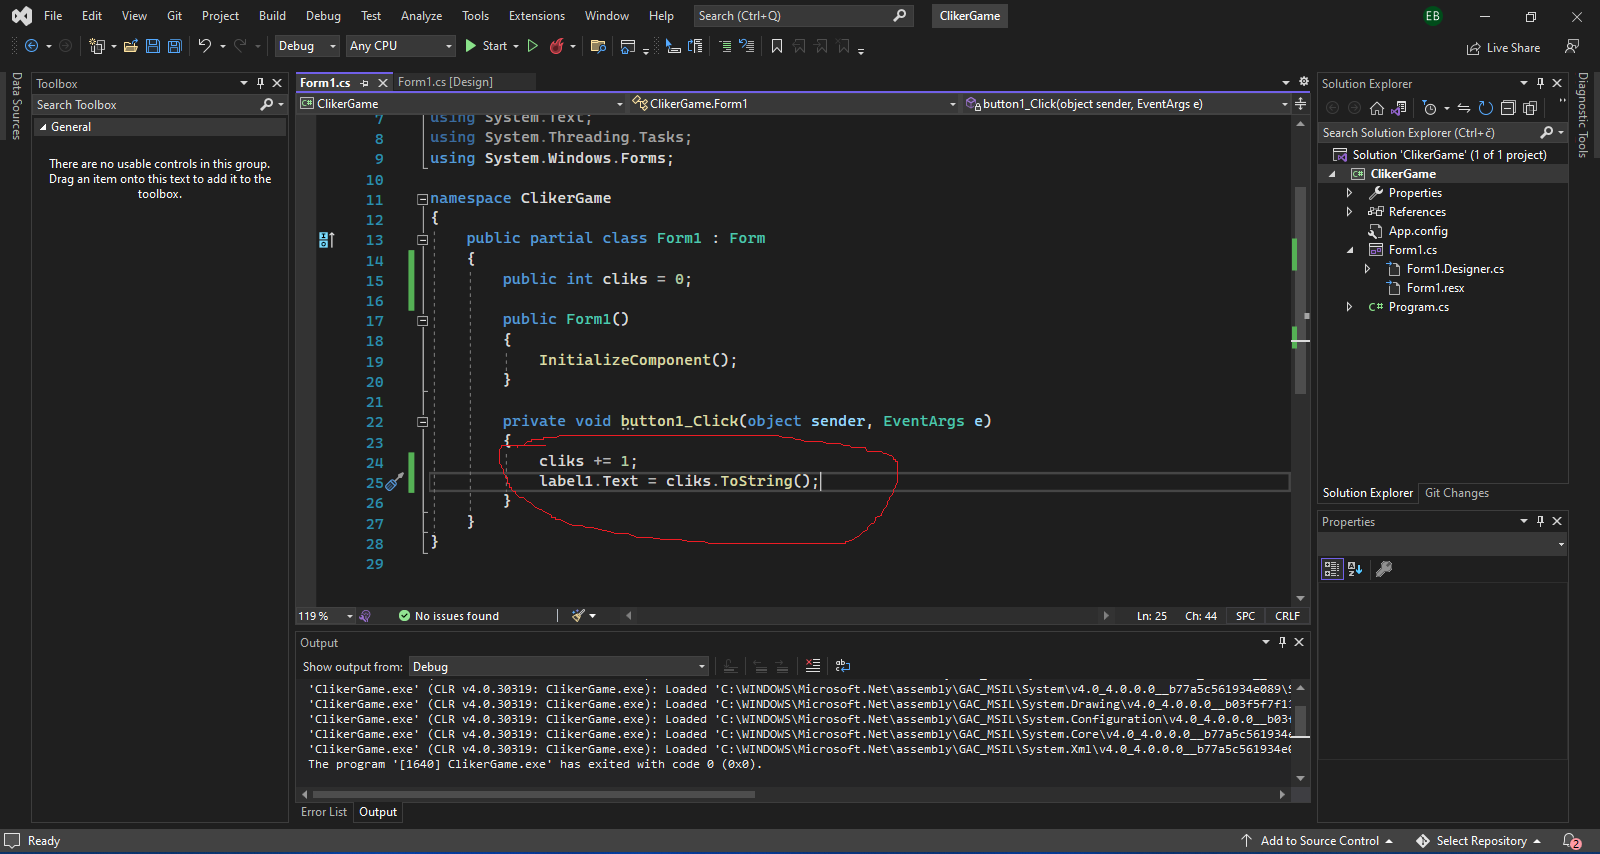 File Edit View Git Project Build Debug Test Analyze Tools Extensions Window Help Search (Ctrl+Q) ClikerGame EB
Debug Any CPU Start Live Share
Data Sources
Toolbox
Search Toolbox
General
There are no usable controls in this group.
Drag an item onto this text to add it to the
toolbox.
Form1.cs Form1.cs [Design]
ClikerGame ClikerGame.Form1 button1_Click(object sender, EventArgs e)
7 using System.Text;
8 using System.Threading.Tasks;
9 using System.Windows.Forms;
10
11 namespace ClikerGame
12 {
13 public partial class Form1 : Form
14 {
15 public int cliks = 0;
16
17 public Form1()
18 {
19 InitializeComponent();
20 }
21
22 private void button1_Click(object sender, EventArgs e)
23 {
24 cliks += 1;
25 label1.Text = cliks.ToString();
26 }
27 }
28 }
29
119 % No issues found Ln: 25 Ch: 44 SPC CRLF
Output
Show output from: Debug
'ClikerGame.exe' (CLR v4.0.30319: ClikerGame.exe): Loaded 'C:\WINDOWS\Microsoft.Net\assembly\GAC_MSIL\System\v4.0_4.0.0.0__b77a5c561934e089\S
'ClikerGame.exe' (CLR v4.0.30319: ClikerGame.exe): Loaded 'C:\WINDOWS\Microsoft.Net\assembly\GAC_MSIL\System.Drawing\v4.0_4.0.0.0__b03f5f7f11
'ClikerGame.exe' (CLR v4.0.30319: ClikerGame.exe): Loaded 'C:\WINDOWS\Microsoft.Net\assembly\GAC_MSIL\System.Configuration\v4.0_4.0.0.0__b03f
'ClikerGame.exe' (CLR v4.0.30319: ClikerGame.exe): Loaded 'C:\WINDOWS\Microsoft.Net\assembly\GAC_MSIL\System.Core\v4.0_4.0.0.0__b77a5c561934e
'ClikerGame.exe' (CLR v4.0.30319: ClikerGame.exe): Loaded 'C:\WINDOWS\Microsoft.Net\assembly\GAC_MSIL\System.Xml\v4.0_4.0.0.0__b77a5c561934e0
The program '[1640] ClikerGame.exe' has exited with code 0 (0x0).
Error List Output
Solution Explorer
Search Solution Explorer (Ctrl+č)
Solution 'ClikerGame' (1 of 1 project)
ClikerGame
Properties
References
App.config
Form1.cs
Form1.Designer.cs
Form1.resx
Program.cs
Solution Explorer Git Changes
Properties
Diagnostic Tools
Ready Add to Source Control Select Repository 2